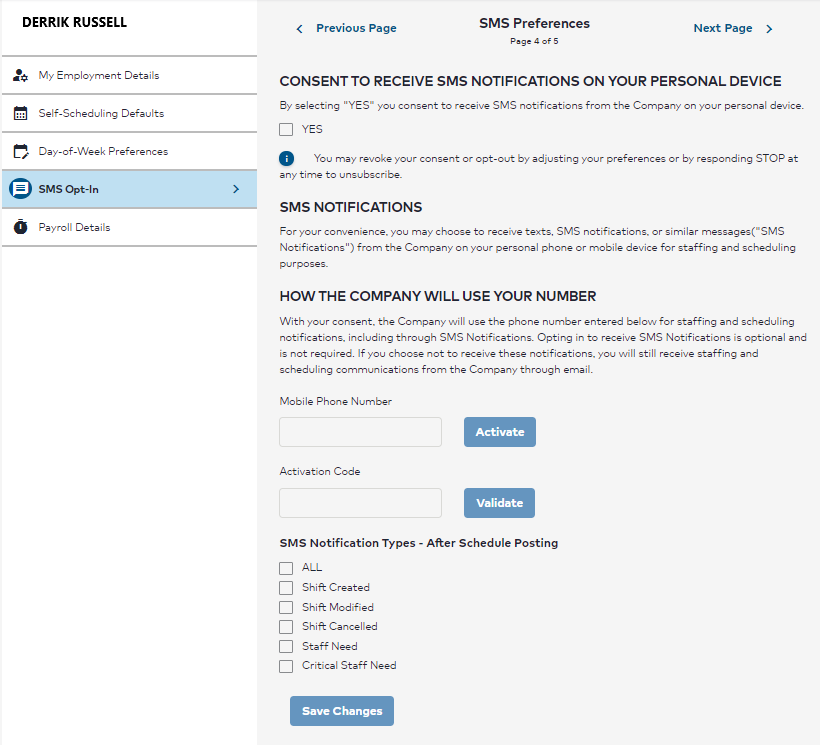 DERRIK RUSSELL
My Employment Details
Self-Scheduling Defaults
Day-of-Week Preferences
SMS Opt-In
Payroll Details
Previous Page
SMS Preferences
Next Page
Page 4 of 5
CONSENT TO RECEIVE SMS NOTIFICATIONS ON YOUR PERSONAL DEVICE
By selecting "YES" you consent to receive SMS notifications from the Company on your personal device.
YES
You may revoke your consent or opt-out by adjusting your preferences or by responding STOP at
any time to unsubscribe.
SMS NOTIFICATIONS
For your convenience, you may choose to receive texts, SMS notifications, or similar messages("SMS
Notifications") from the Company on your personal phone or mobile device for staffing and scheduling
purposes.
HOW THE COMPANY WILL USE YOUR NUMBER
With your consent, the Company will use the phone number entered below for staffing and scheduling
notifications, including through SMS Notifications. Opting in to receive SMS Notifications is optional and
is not required. If you choose not to receive these notifications, you will still receive staffing and
scheduling communications from the Company through email.
Mobile Phone Number
Activate
Activation Code
Validate
SMS Notification Types - After Schedule Posting
ALL
Shift Created
Shift Modified
Shift Cancelled
Staff Need
Critical Staff Need
Save Changes